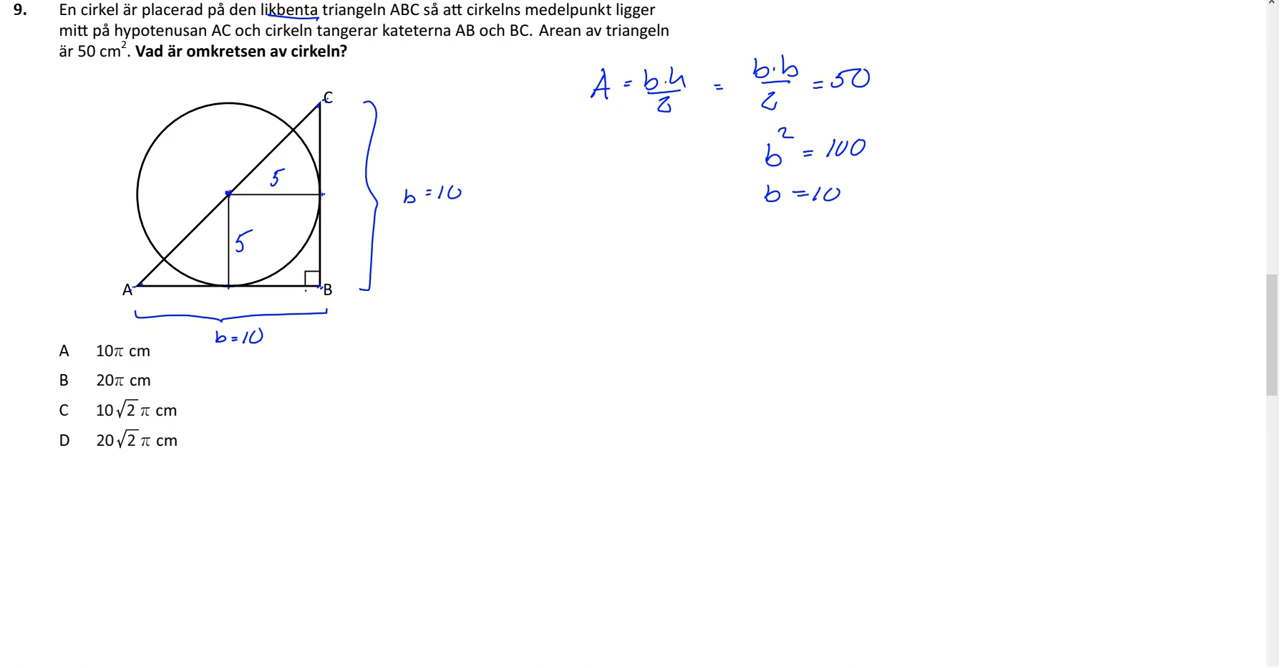 9. En cirkel är placerad på den likbenta triangeln ABC så att cirkelns medelpunkt ligger
mitt på hypotenusan AC och cirkeln tangerar kateterna AB och BC. Arean av triangeln
är 50 cm². Vad är omkretsen av cirkeln?
A = b·h/2 = b·b/2 = 50
b² = 100
b = 10
C
5
b = 10
5
A
B
b = 10
A 10π cm
B 20π cm
C 10√2 π cm
D 20√2 π cm